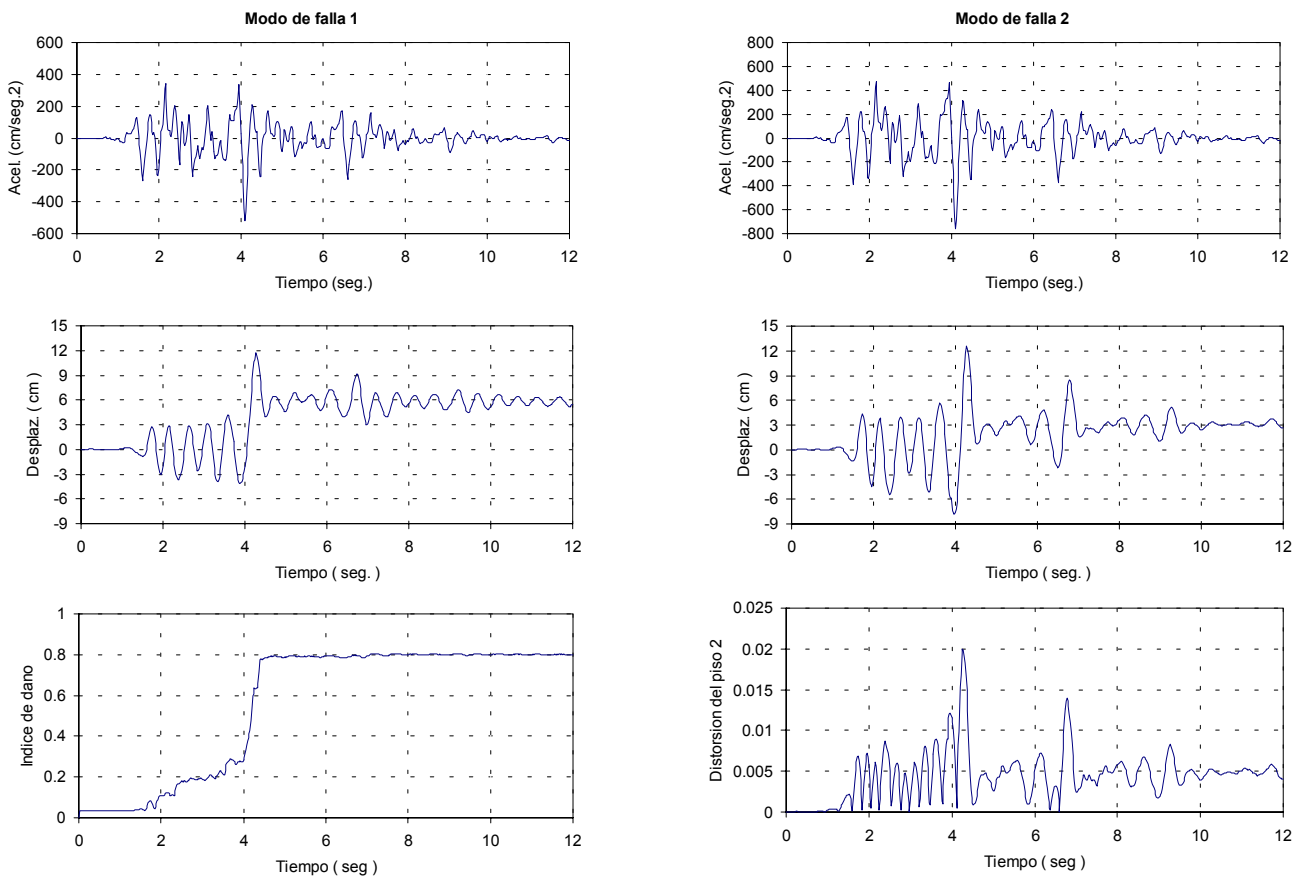 Modo de falla 1
600
400
200
0
-200
-400
-600
Acel. (cm/seg.2)
0 2 4 6 8 10 12
Tiempo (seg.)
Modo de falla 2
800
600
400
200
0
-200
-400
-600
-800
Acel. (cm/seg.2)
0 2 4 6 8 10 12
Tiempo (seg.)
15
12
9
6
3
0
-3
-6
-9
Desplaz. ( cm )
0 2 4 6 8 10 12
Tiempo ( seg. )
15
12
9
6
3
0
-3
-6
-9
Desplaz. ( cm )
0 2 4 6 8 10 12
Tiempo ( seg. )
1
0.8
0.6
0.4
0.2
0
Indice de dano
0 2 4 6 8 10 12
Tiempo ( seg )
0.025
0.02
0.015
0.01
0.005
0
Distorsion del piso 2
0 2 4 6 8 10 12
Tiempo ( seg )